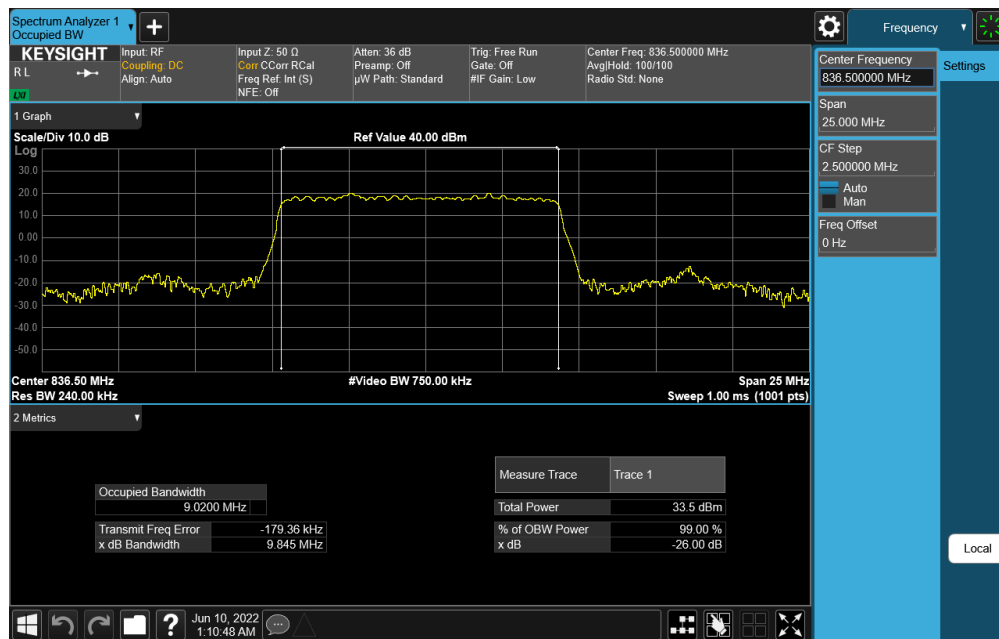 Spectrum Analyzer 1
Occupied BW
Frequency
KEYSIGHT
R L
LXI
Input: RF
Coupling: DC
Align: Auto
Input Z: 50 Ω
Corr CCorr RCal
Freq Ref: Int (S)
NFE: Off
Atten: 36 dB
Preamp: Off
µW Path: Standard
Trig: Free Run
Gate: Off
#IF Gain: Low
Center Freq: 836.500000 MHz
Avg|Hold: 100/100
Radio Std: None
Center Frequency
836.500000 MHz
Settings
Span
25.000 MHz
CF Step
2.500000 MHz
Auto
Man
Freq Offset
0 Hz
1 Graph
Scale/Div 10.0 dB
Ref Value 40.00 dBm
Log
30.0
20.0
10.0
0.00
-10.0
-20.0
-30.0
-40.0
-50.0
Center 836.50 MHz
#Video BW 750.00 kHz
Span 25 MHz
Res BW 240.00 kHz
Sweep 1.00 ms (1001 pts)
2 Metrics
Occupied Bandwidth
9.0200 MHz
Transmit Freq Error -179.36 kHz
x dB Bandwidth 9.845 MHz
Measure Trace Trace 1
Total Power 33.5 dBm
% of OBW Power 99.00 %
x dB -26.00 dB
Local
Jun 10, 2022
1:10:48 AM